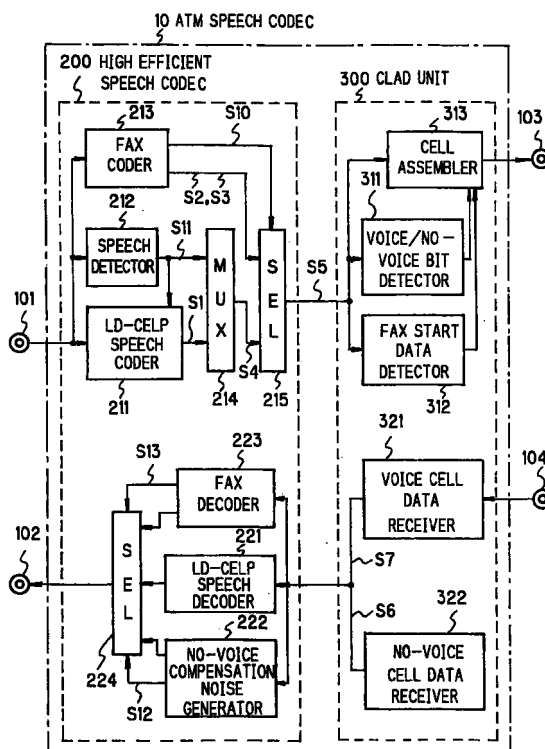 10 ATM SPEECH CODEC
200 HIGH EFFICIENT
SPEECH CODEC
300 CLAD UNIT
213
S10
FAX
CODER
S2,S3
212
SPEECH
DETECTOR
S11
101
LD-CELP
SPEECH
CODER
211
S1
MUX
214
S4
SEL
215
S5
313
CELL
ASSEMBLER
103
311
VOICE/NO-
VOICE BIT
DETECTOR
FAX START
DATA
DETECTOR
312
321
VOICE CELL
DATA
RECEIVER
104
S7
S6
322
NO-VOICE
CELL DATA
RECEIVER
223
S13
FAX
DECODER
102
SEL
221
LD-CELP
SPEECH
DECODER
222
NO-VOICE
COMPENSATION
NOISE
GENERATOR
224
S12